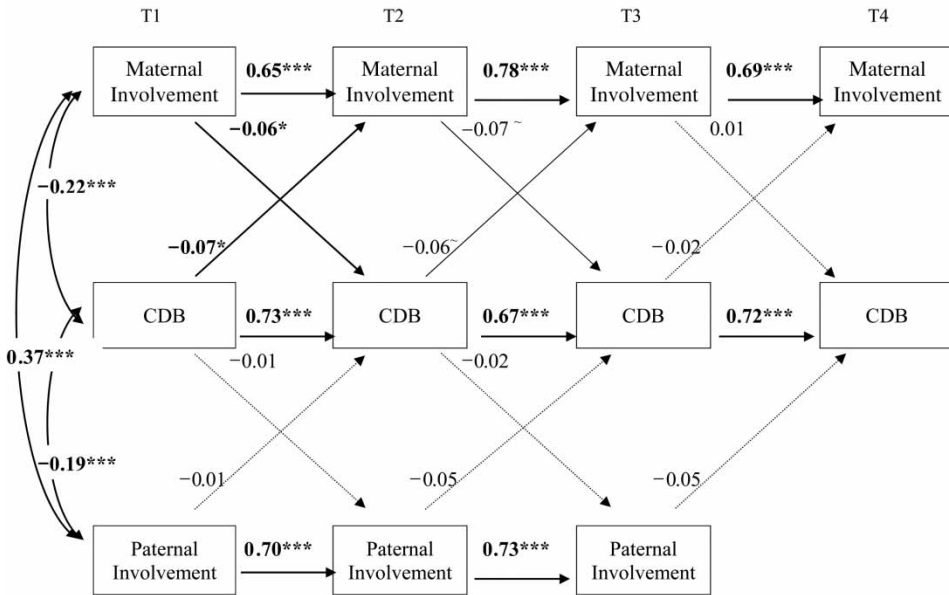 T1 T2 T3 T4
Maternal Involvement
0.65***
Maternal Involvement
0.78***
Maternal Involvement
0.69***
Maternal Involvement
−0.06*
−0.07~
0.01
−0.22***
−0.07*
−0.06~
−0.02
CDB
0.73***
CDB
0.67***
CDB
0.72***
CDB
0.37***
−0.01
−0.02
−0.19***
−0.01
−0.05
−0.05
Paternal Involvement
0.70***
Paternal Involvement
0.73***
Paternal Involvement